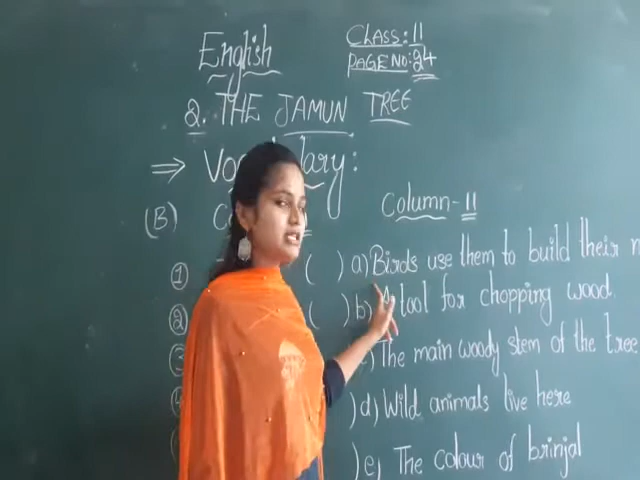 English
CLASS: 11
PAGE NO: 24
2. THE JAMUN TREE
⇒ Vo lary:
(B) C Column - 11
① ( ) a) Birds use them to build their n
② ( ) b) A tool for chopping wood.
③ c) The main woody stem of the tree
④ ) d) Wild animals live here
) e) The colour of brinjal